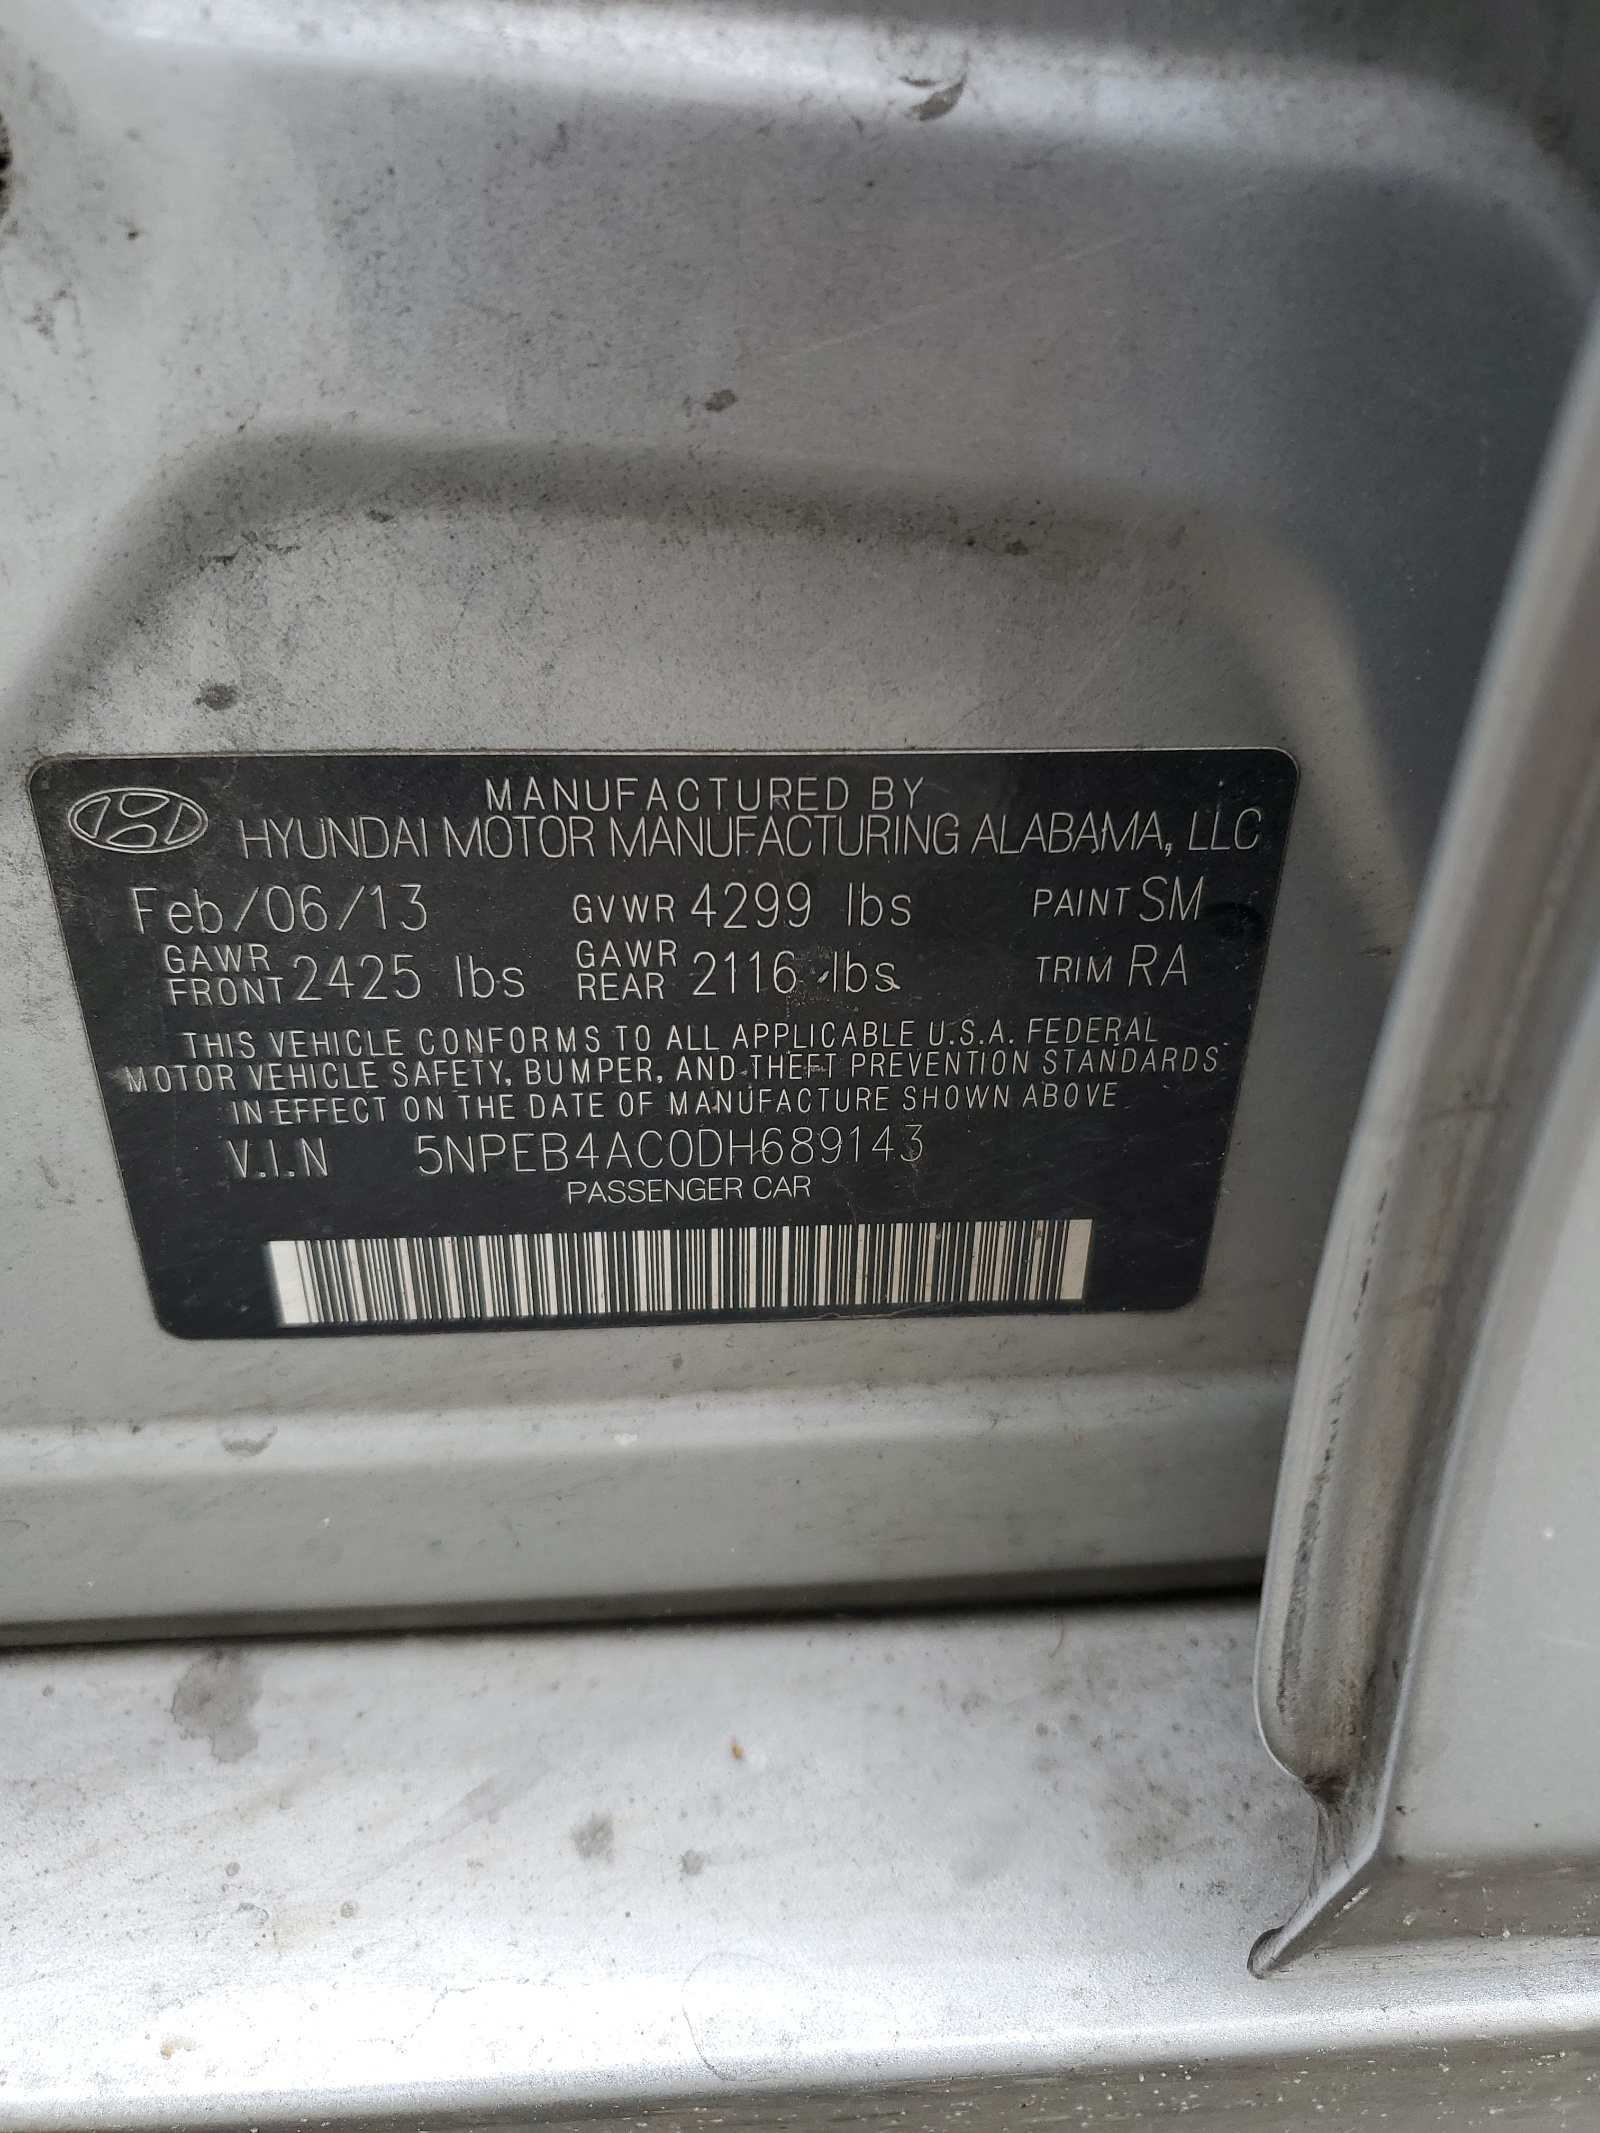 MANUFACTURED BY
HYUNDAI MOTOR MANUFACTURING ALABAMA, LLC
Feb/06/13 GVWR 4299 lbs PAINT SM
GAWR FRONT 2425 lbs GAWR REAR 2116 lbs TRIM RA
THIS VEHICLE CONFORMS TO ALL APPLICABLE U.S.A. FEDERAL
MOTOR VEHICLE SAFETY, BUMPER, AND THEFT PREVENTION STANDARDS
IN EFFECT ON THE DATE OF MANUFACTURE SHOWN ABOVE
V.I.N 5NPEB4AC0DH689143
PASSENGER CAR